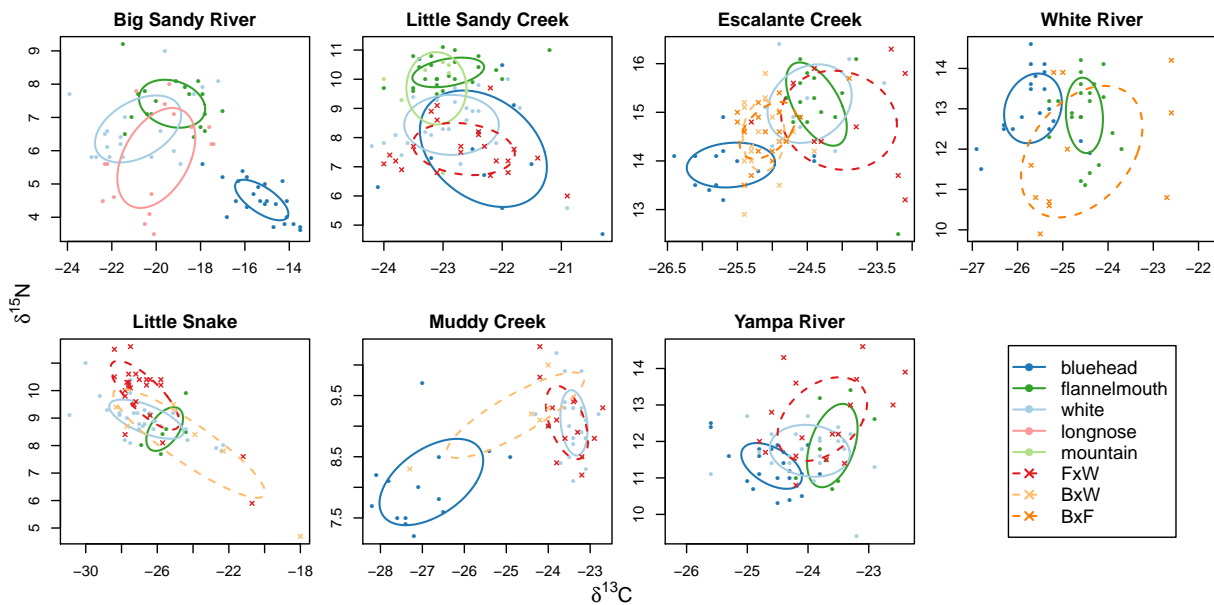 Big Sandy River
Little Sandy Creek
Escalante Creek
White River
9
8
7
6
5
4
−24 −22 −20 −18 −16 −14
11
10
9
8
7
6
5
−24 −23 −22 −21
16
15
14
13
−26.5 −25.5 −24.5 −23.5
14
13
12
11
10
−27 −26 −25 −24 −23 −22
δ15N
Little Snake
Muddy Creek
Yampa River
11
10
9
8
7
6
5
−30 −26 −22 −18
9.5
8.5
7.5
−28 −27 −26 −25 −24 −23
14
13
12
11
10
−26 −25 −24 −23
bluehead
flannelmouth
white
longnose
mountain
FxW
BxW
BxF
δ13C